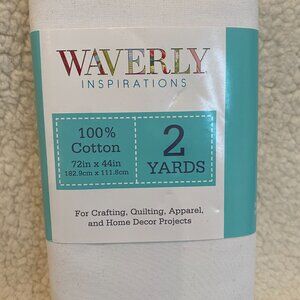 WAVERLY
INSPIRATIONS
100%
Cotton
72in x 44in
182.9cm x 111.8cm
2
YARDS
For Crafting, Quilting, Apparel,
and Home Decor Projects